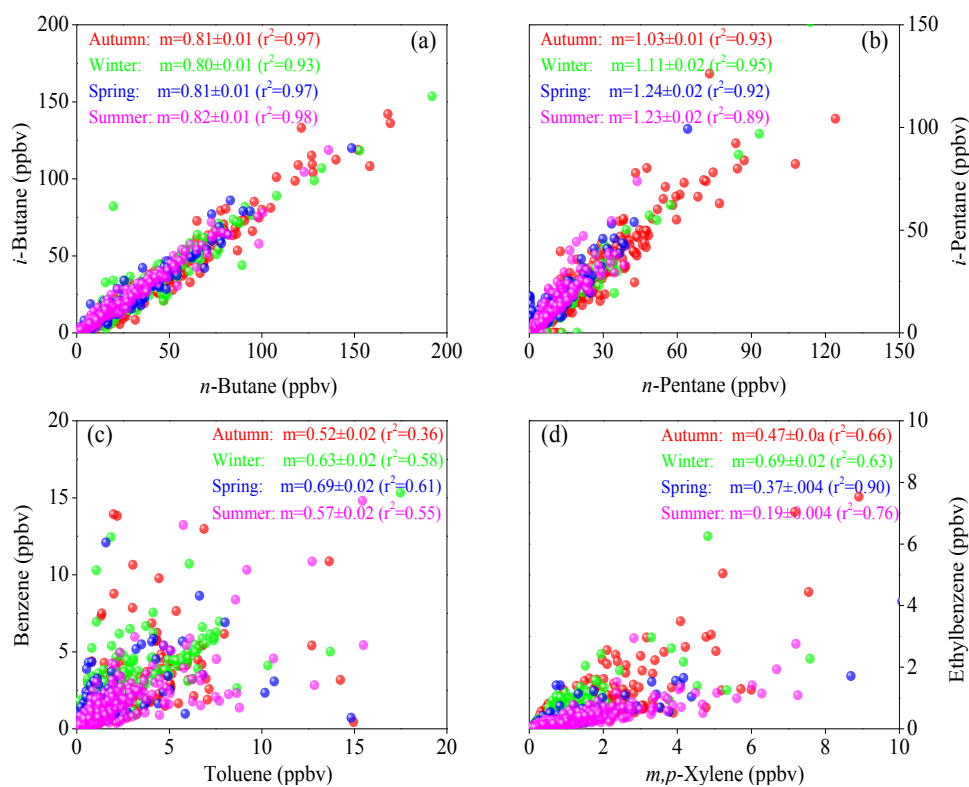 200
150
100
50
0
0
50
100
150
200
i-Butane (ppbv)
n-Butane (ppbv)
(a)
Autumn: m=0.81±0.01 (r²=0.97)
Winter: m=0.80±0.01 (r²=0.93)
Spring: m=0.81±0.01 (r²=0.97)
Summer: m=0.82±0.01 (r²=0.98)
150
100
50
0
0
30
60
90
120
150
i-Pentane (ppbv)
n-Pentane (ppbv)
(b)
Autumn: m=1.03±0.01 (r²=0.93)
Winter: m=1.11±0.02 (r²=0.95)
Spring: m=1.24±0.02 (r²=0.92)
Summer: m=1.23±0.02 (r²=0.89)
20
15
10
5
0
0
5
10
15
20
Benzene (ppbv)
Toluene (ppbv)
(c)
Autumn: m=0.52±0.02 (r²=0.36)
Winter: m=0.63±0.02 (r²=0.58)
Spring: m=0.69±0.02 (r²=0.61)
Summer: m=0.57±0.02 (r²=0.55)
10
8
6
4
2
0
0
2
4
6
8
10
Ethylbenzene (ppbv)
m,p-Xylene (ppbv)
(d)
Autumn: m=0.47±0.0a (r²=0.66)
Winter: m=0.69±0.02 (r²=0.63)
Spring: m=0.37±.004 (r²=0.90)
Summer: m=0.19±0.004 (r²=0.76)